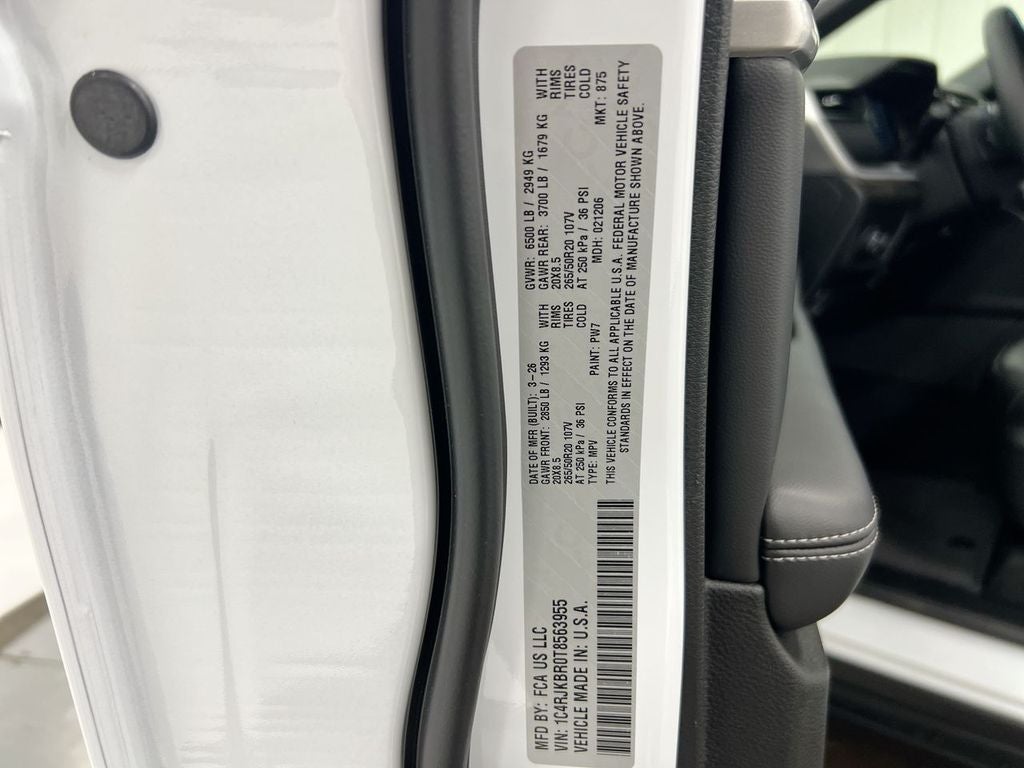 MFD BY: FCA US LLC
VIN: 1C4RJKBR0T8563955
VEHICLE MADE IN: U.S.A.
DATE OF MFR (BUILT): 3-26
GAWR FRONT: 2850 LB / 1293 KG WITH
20X8.5 RIMS
265/50R20 107V TIRES
AT 250 kPa / 36 PSI COLD
TYPE: MPV PAINT: PW7
GVWR: 6500 LB / 2949 KG
GAWR REAR: 3700 LB / 1679 KG WITH
20X8.5 RIMS
265/50R20 107V TIRES
AT 250 kPa / 36 PSI COLD
MDH: 021206 MKT: 875
THIS VEHICLE CONFORMS TO ALL APPLICABLE U.S.A. FEDERAL MOTOR VEHICLE SAFETY
STANDARDS IN EFFECT ON THE DATE OF MANUFACTURE SHOWN ABOVE.